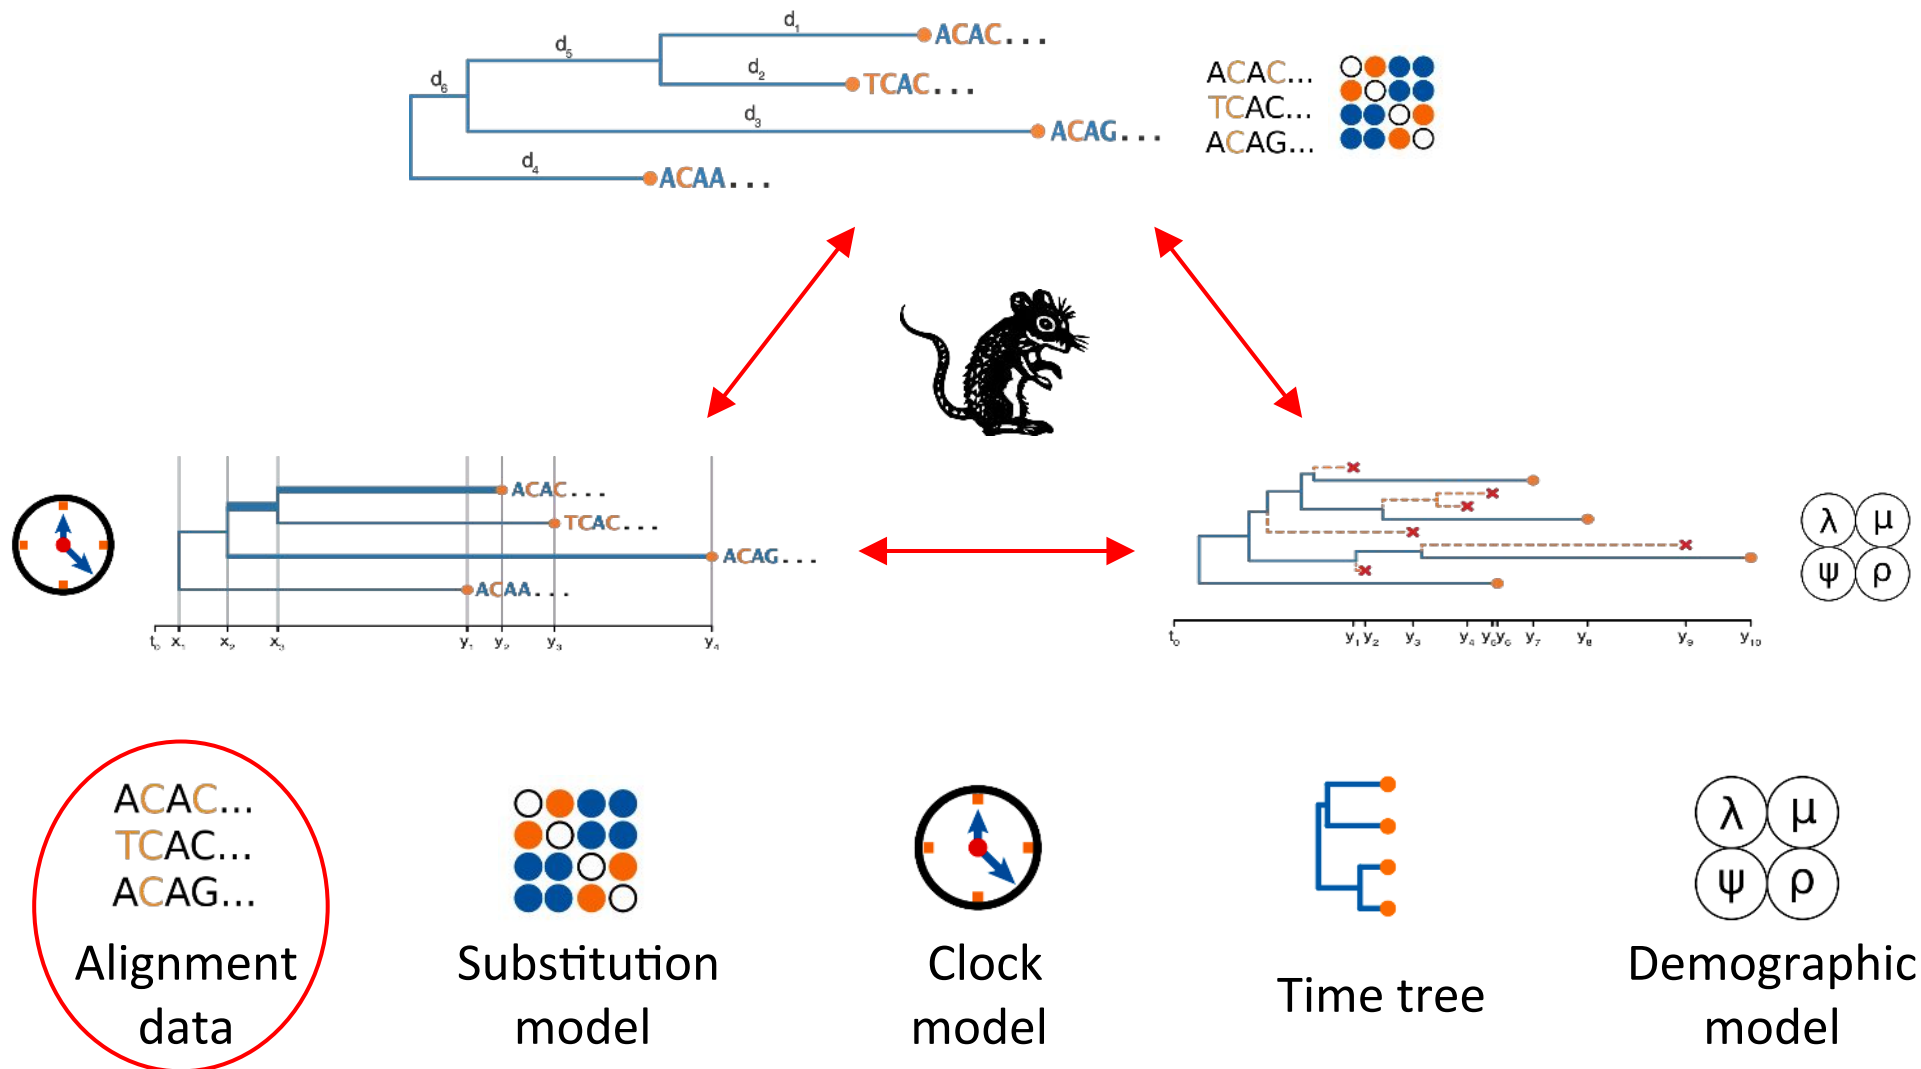 d1
ACAC...
d5
d2
TCAC...
d6
d3
ACAG...
d4
ACAA...
ACAC...
TCAC...
ACAG...
ACAC...
TCAC...
ACAG...
ACAA...
t0 x1 x2 x3 y1 y2 y3 y4
λ μ
ψ ρ
t0 y1 y2 y3 y4 y5 y6 y7 y8 y9 y10
ACAC...
TCAC...
ACAG...
Alignment
data
Substitution
model
Clock
model
Time tree
λ μ
ψ ρ
Demographic
model